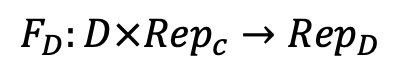 F_D: D×Rep_c → Rep_D